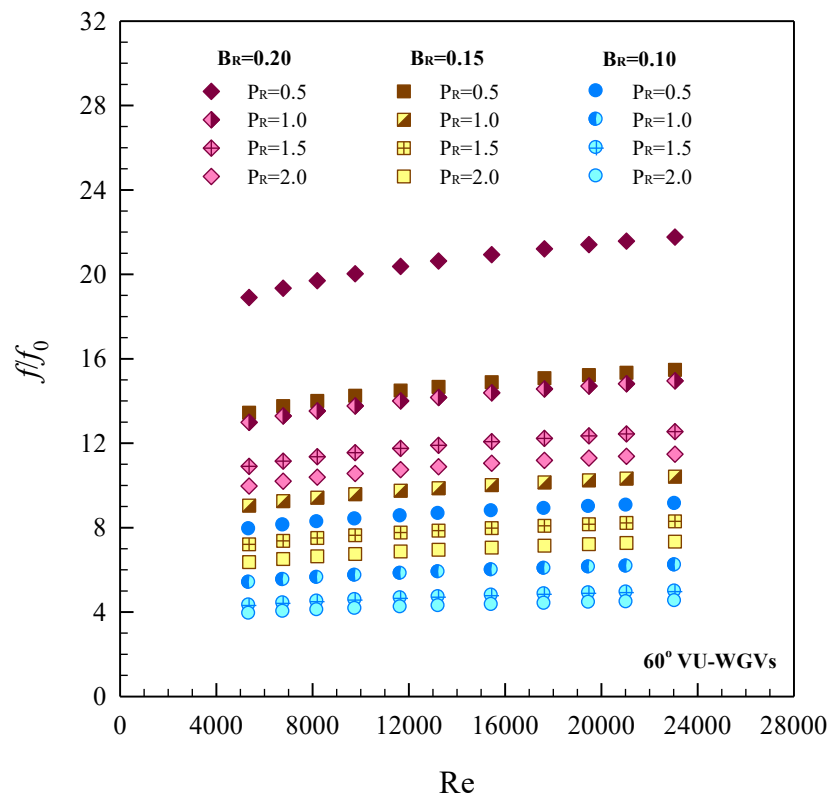 32
28
24
20
16
12
8
4
0
f/f0
BR=0.20 BR=0.15 BR=0.10
PR=0.5 PR=0.5 PR=0.5
PR=1.0 PR=1.0 PR=1.0
PR=1.5 PR=1.5 PR=1.5
PR=2.0 PR=2.0 PR=2.0
60° VU-WGVs
0 4000 8000 12000 16000 20000 24000 28000
Re